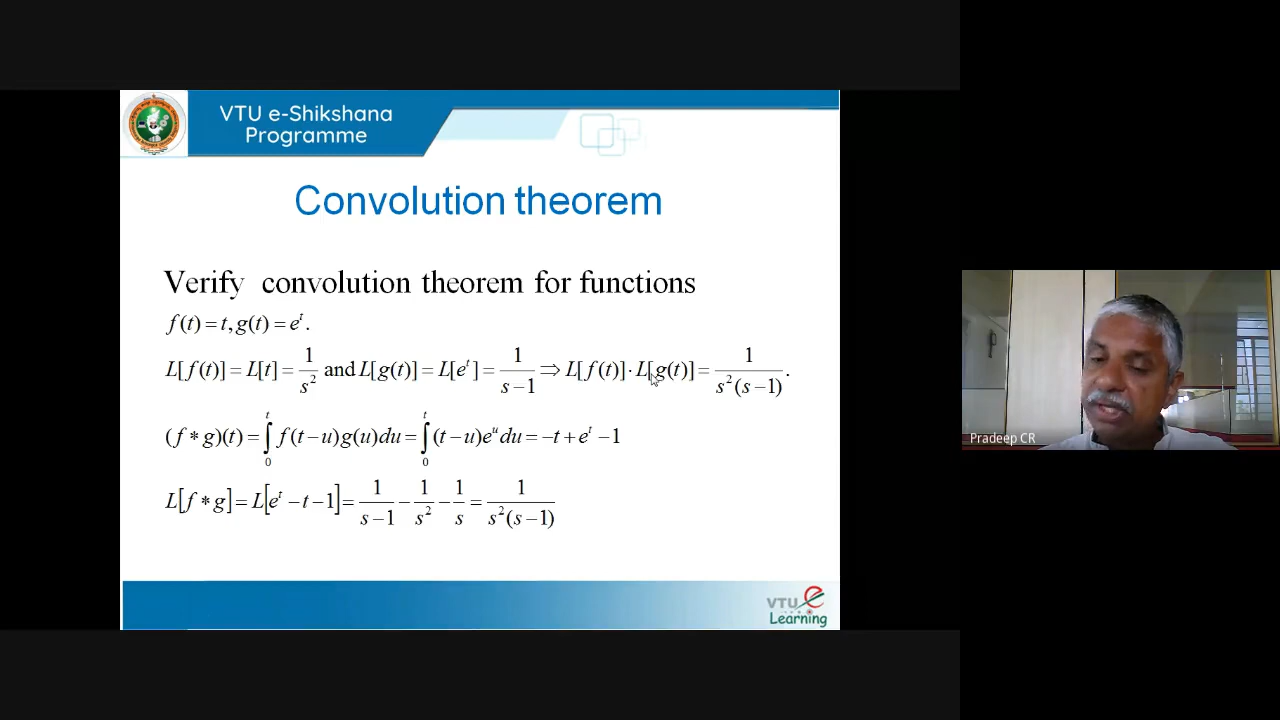 VTU e-Shikshana
Programme
Convolution theorem
Verify convolution theorem for functions
f(t) = t, g(t) = e^t.
L[f(t)] = L[t] = 1/s^2 and L[g(t)] = L[e^t] = 1/(s−1) ⇒ L[f(t)]·L[g(t)] = 1/(s^2(s−1)).
(f∗g)(t) = ∫_0^t f(t−u)g(u)du = ∫_0^t (t−u)e^u du = −t+e^t−1
L[f∗g] = L[e^t−t−1] = 1/(s−1) − 1/s^2 − 1/s = 1/(s^2(s−1))
Pradeep CR
VTU e
Learning